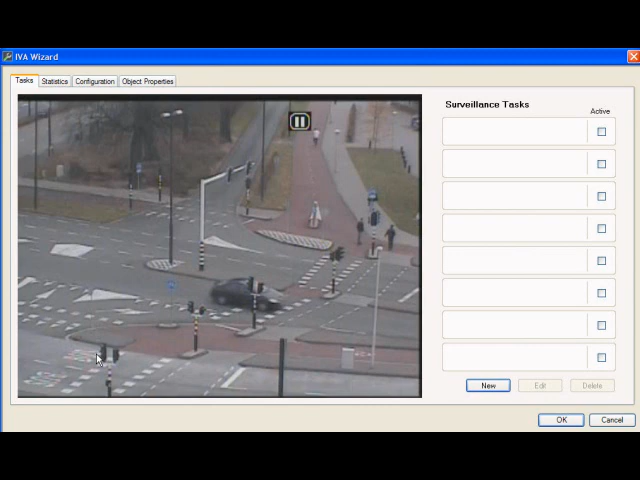 IVA Wizard
Tasks
Statistics
Configuration
Object Properties
Surveillance Tasks
Active
New
Edit
Delete
OK
Cancel